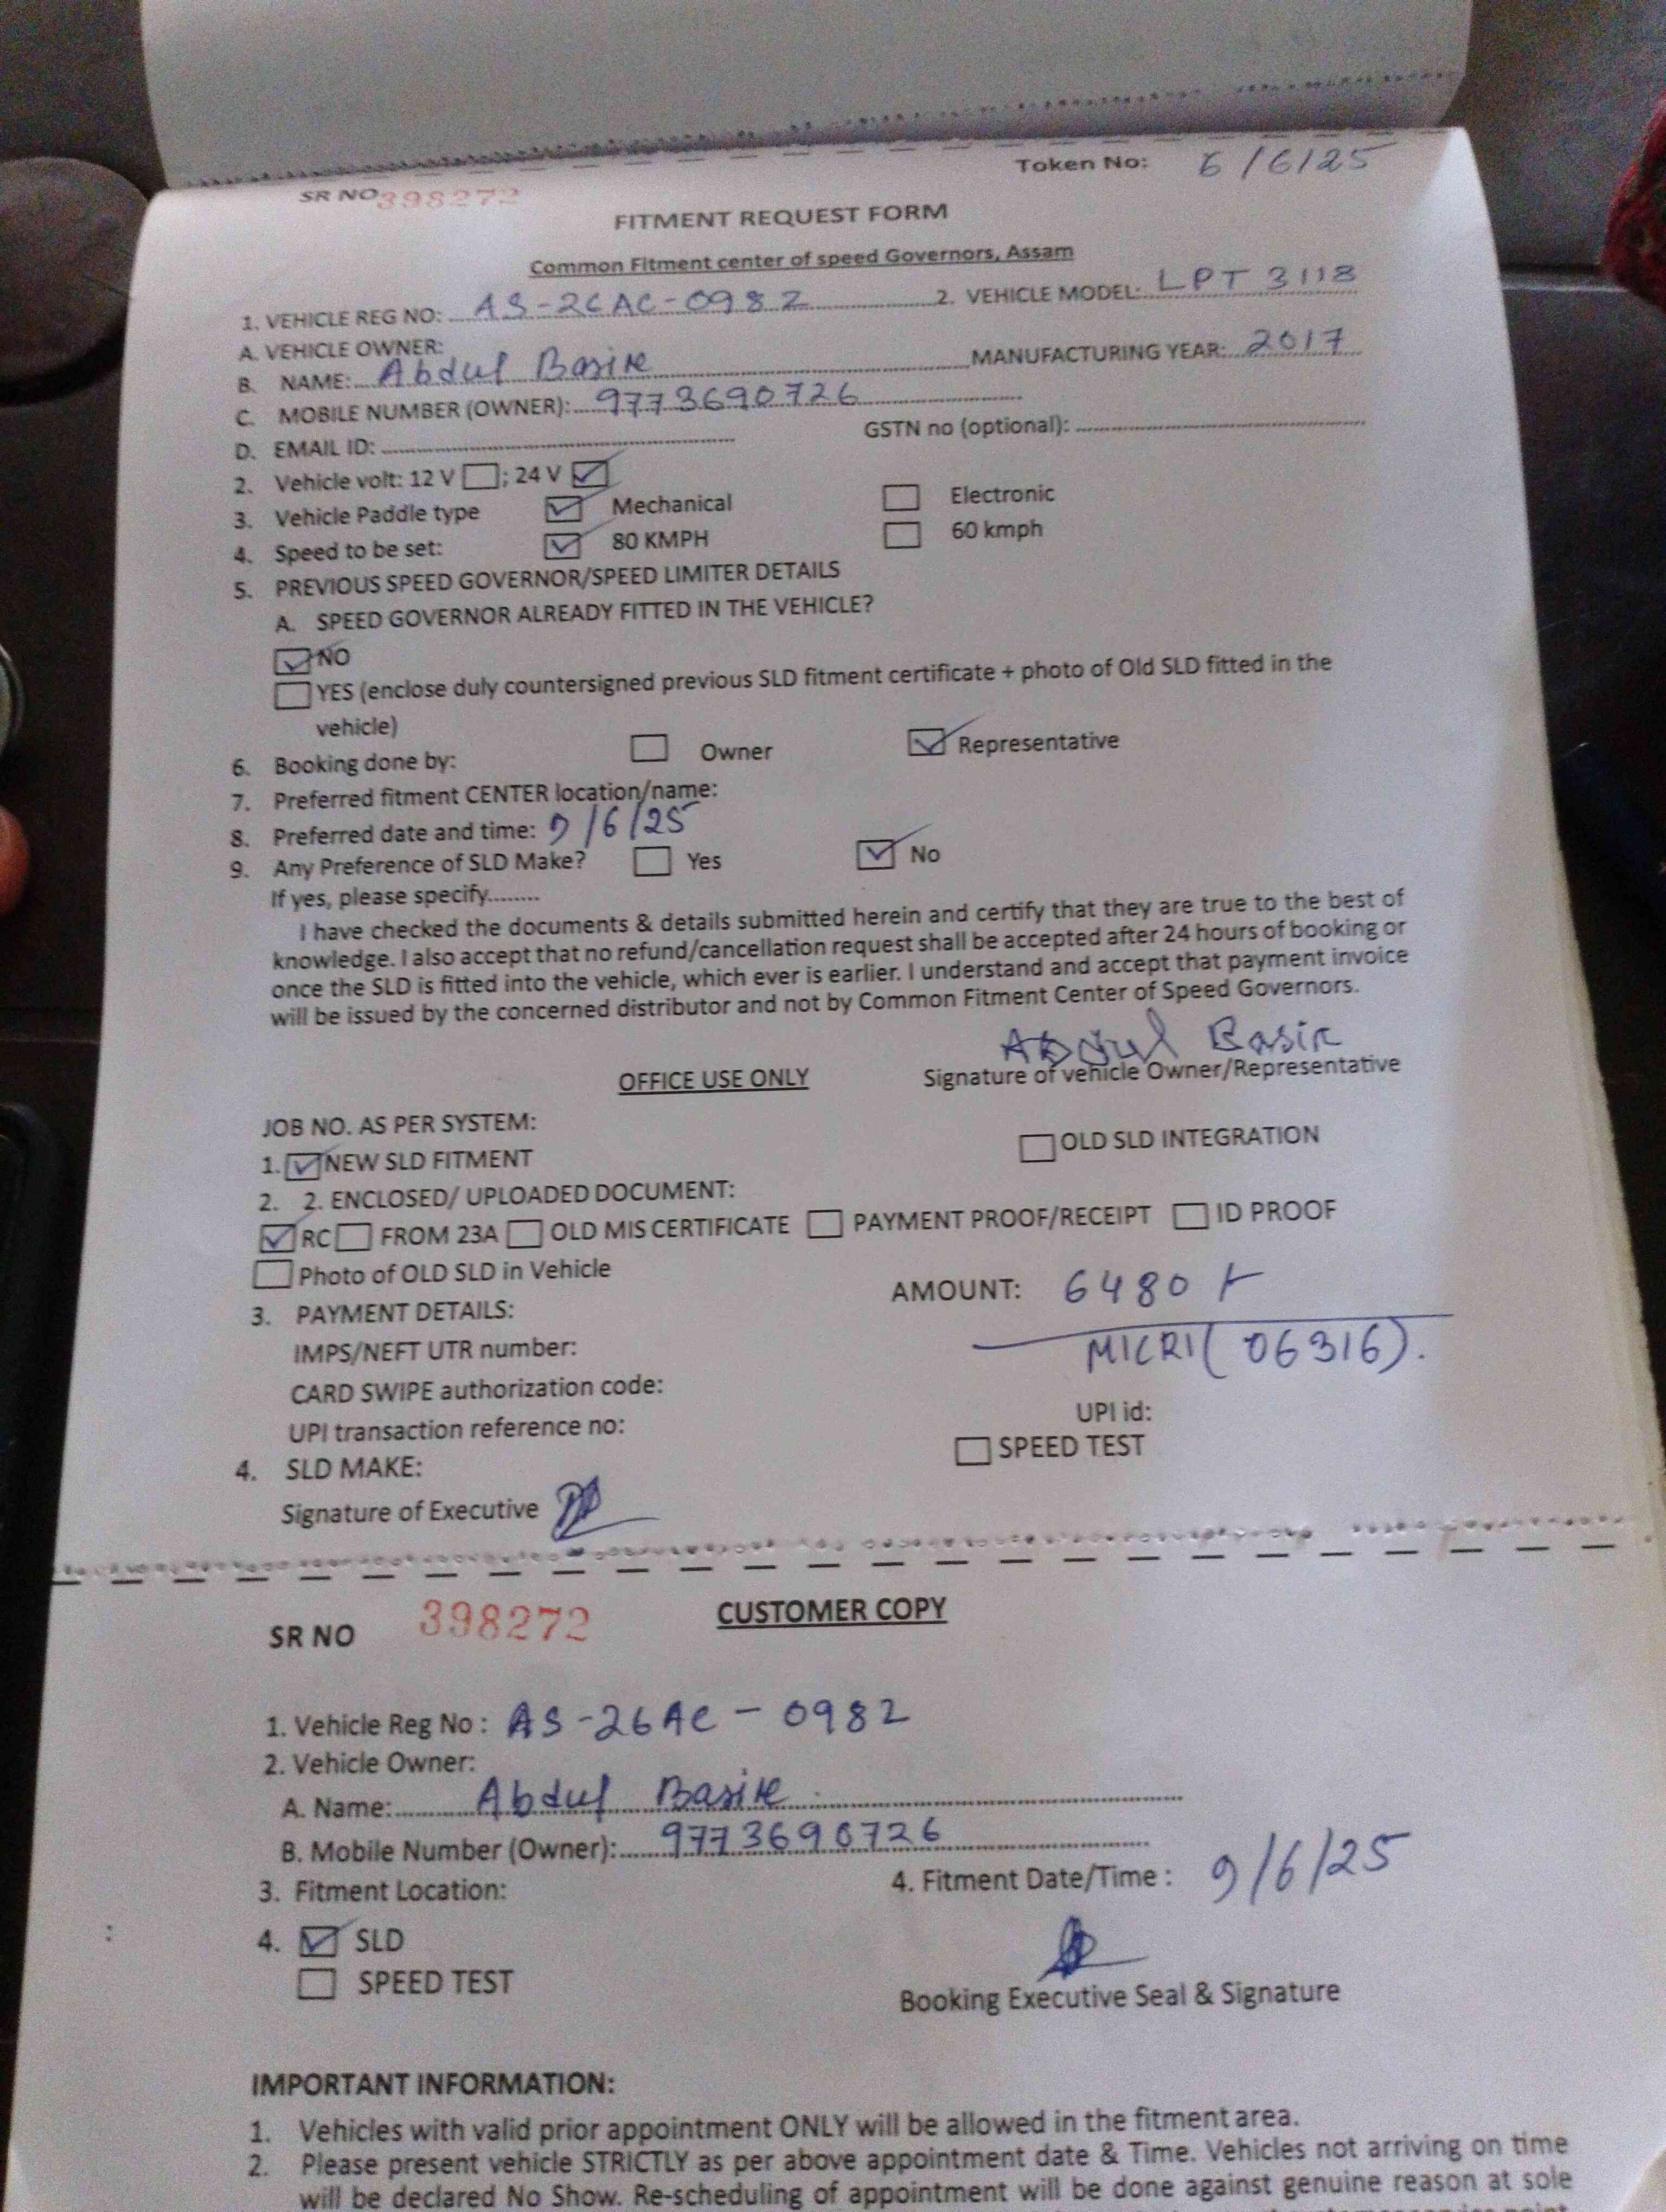 Token No: 6/6/25
SR NO 398272
FITMENT REQUEST FORM
Common Fitment center of speed Governors, Assam
1. VEHICLE REG NO: AS-26AC-0982 2. VEHICLE MODEL: LPT 3118
A. VEHICLE OWNER:
B. NAME: Abdul Basir MANUFACTURING YEAR: 2017
C. MOBILE NUMBER (OWNER): 9773690726
D. EMAIL ID: GSTN no (optional):
2. Vehicle volt: 12 V ; 24 V
3. Vehicle Paddle type Mechanical Electronic
4. Speed to be set: 80 KMPH 60 kmph
5. PREVIOUS SPEED GOVERNOR/SPEED LIMITER DETAILS
A. SPEED GOVERNOR ALREADY FITTED IN THE VEHICLE?
NO
YES (enclose duly countersigned previous SLD fitment certificate + photo of Old SLD fitted in the
vehicle)
6. Booking done by: Owner Representative
7. Preferred fitment CENTER location/name:
8. Preferred date and time: 9/6/25
9. Any Preference of SLD Make? Yes No
If yes, please specify........
I have checked the documents & details submitted herein and certify that they are true to the best of
knowledge. I also accept that no refund/cancellation request shall be accepted after 24 hours of booking or
once the SLD is fitted into the vehicle, which ever is earlier. I understand and accept that payment invoice
will be issued by the concerned distributor and not by Common Fitment Center of Speed Governors.
Abdul Basir
OFFICE USE ONLY Signature of vehicle Owner/Representative
JOB NO. AS PER SYSTEM:
1. NEW SLD FITMENT OLD SLD INTEGRATION
2. 2. ENCLOSED/ UPLOADED DOCUMENT:
RC FROM 23A OLD MIS CERTIFICATE PAYMENT PROOF/RECEIPT ID PROOF
Photo of OLD SLD in Vehicle
3. PAYMENT DETAILS: AMOUNT: 6480
IMPS/NEFT UTR number: MICRI (06316).
CARD SWIPE authorization code:
UPI transaction reference no: UPI id:
4. SLD MAKE: SPEED TEST
Signature of Executive
SR NO 398272 CUSTOMER COPY
1. Vehicle Reg No : AS-26AC-0982
2. Vehicle Owner:
A. Name: Abdul Basir
B. Mobile Number (Owner): 9773690726
3. Fitment Location: 4. Fitment Date/Time : 9/6/25
4. SLD
SPEED TEST
Booking Executive Seal & Signature
IMPORTANT INFORMATION:
1. Vehicles with valid prior appointment ONLY will be allowed in the fitment area.
2. Please present vehicle STRICTLY as per above appointment date & Time. Vehicles not arriving on time
will be declared No Show. Re-scheduling of appointment will be done against genuine reason at sole